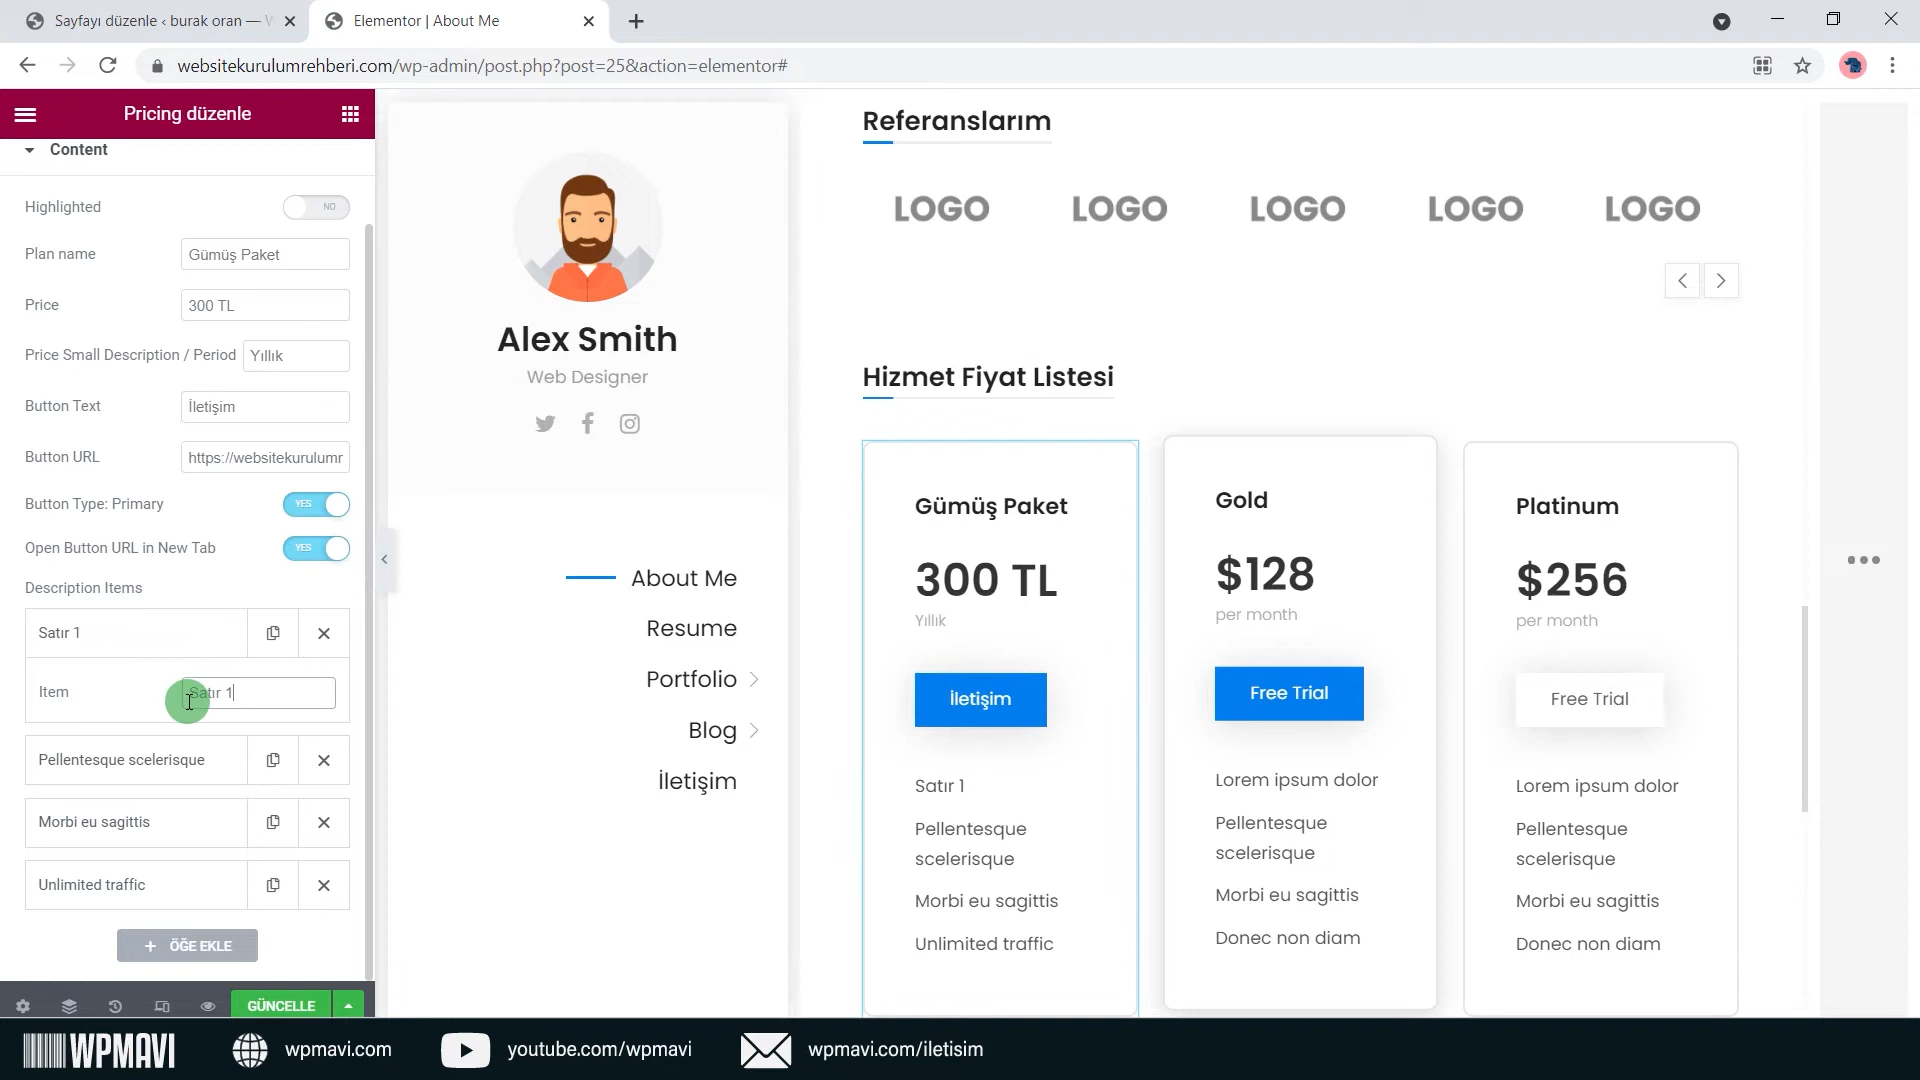 Sayfayı düzenle ‹ burak oran — W
Elementor | About Me
websitekurulumrehberi.com/wp-admin/post.php?post=25&action=elementor#
Pricing düzenle
Content
Highlighted
NO
Plan name
Gümüş Paket
Price
300 TL
Price Small Description / Period
Yıllık
Button Text
İletişim
Button URL
https://websitekurulumr
Button Type: Primary
YES
Open Button URL in New Tab
YES
Description Items
Satır 1
Item
Satır 1
Pellentesque scelerisque
Morbi eu sagittis
Unlimited traffic
+ ÖĞE EKLE
GÜNCELLE
Alex Smith
Web Designer
About Me
Resume
Portfolio
Blog
İletişim
Referanslarım
LOGO LOGO LOGO LOGO LOGO
Hizmet Fiyat Listesi
Gümüş Paket
300 TL
Yıllık
İletişim
Satır 1
Pellentesque
scelerisque
Morbi eu sagittis
Unlimited traffic
Gold
$128
per month
Free Trial
Lorem ipsum dolor
Pellentesque
scelerisque
Morbi eu sagittis
Donec non diam
Platinum
$256
per month
Free Trial
Lorem ipsum dolor
Pellentesque
scelerisque
Morbi eu sagittis
Donec non diam
WPMAVI
wpmavi.com
youtube.com/wpmavi
wpmavi.com/iletisim